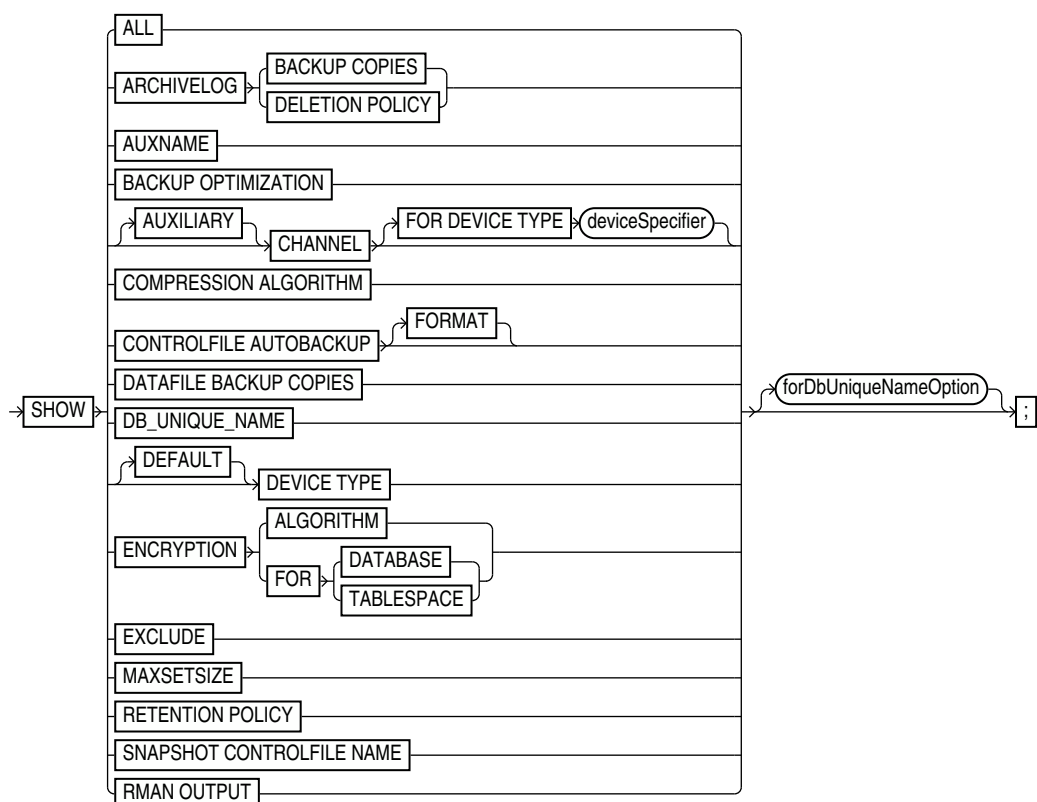 ALL
ARCHIVELOG
BACKUP COPIES
DELETION POLICY
AUXNAME
BACKUP OPTIMIZATION
AUXILIARY
CHANNEL
FOR DEVICE TYPE
deviceSpecifier
COMPRESSION ALGORITHM
CONTROLFILE AUTOBACKUP
FORMAT
DATAFILE BACKUP COPIES
SHOW
DB_UNIQUE_NAME
DEFAULT
DEVICE TYPE
ENCRYPTION
ALGORITHM
FOR
DATABASE
TABLESPACE
EXCLUDE
MAXSETSIZE
RETENTION POLICY
SNAPSHOT CONTROLFILE NAME
RMAN OUTPUT
forDbUniqueNameOption
;